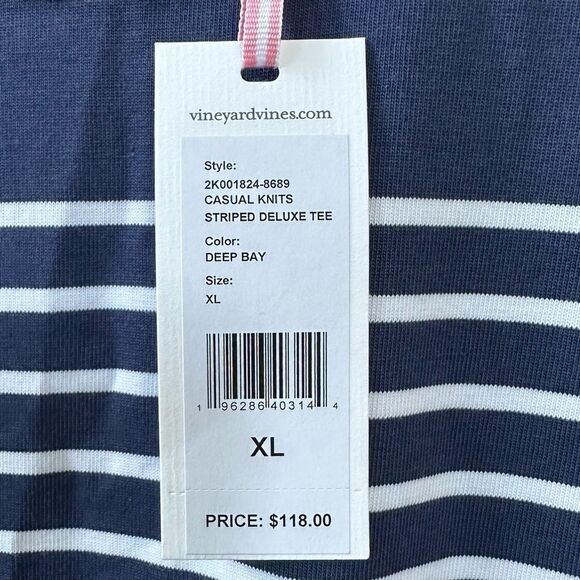 vineyardvines.com
Style:
2K001824-8689
CASUAL KNITS
STRIPED DELUXE TEE
Color:
DEEP BAY
Size:
XL
1 96286 40314 4
XL
PRICE: $118.00